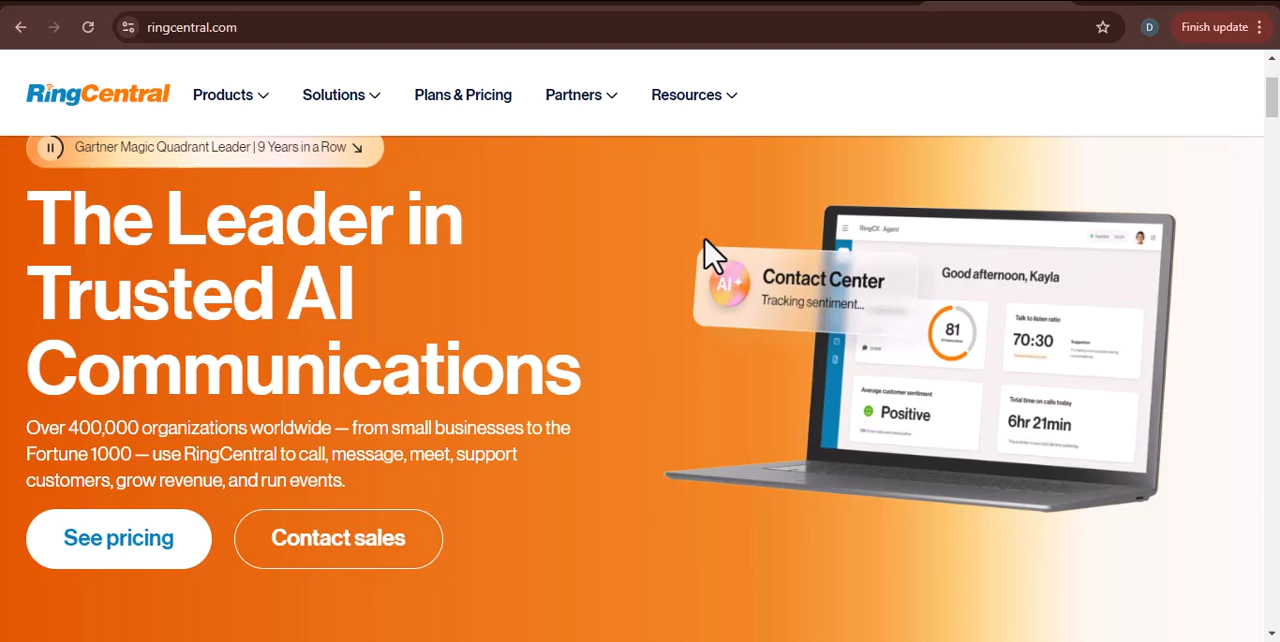 ringcentral.com
D
Finish update
RingCentral
Products
Solutions
Plans & Pricing
Partners
Resources
Gartner Magic Quadrant Leader | 9 Years in a Row
The Leader in
Trusted AI
Communications
Over 400,000 organizations worldwide — from small businesses to the
Fortune 1000 — use RingCentral to call, message, meet, support
customers, grow revenue, and run events.
See pricing
Contact sales
RingCX Agent
Good afternoon, Kayla
AI
Contact Center
Tracking sentiment...
81
Talk to listen ratio
70:30
Suggestion
Average customer sentiment
Positive
Total time on calls today
6hr 21min